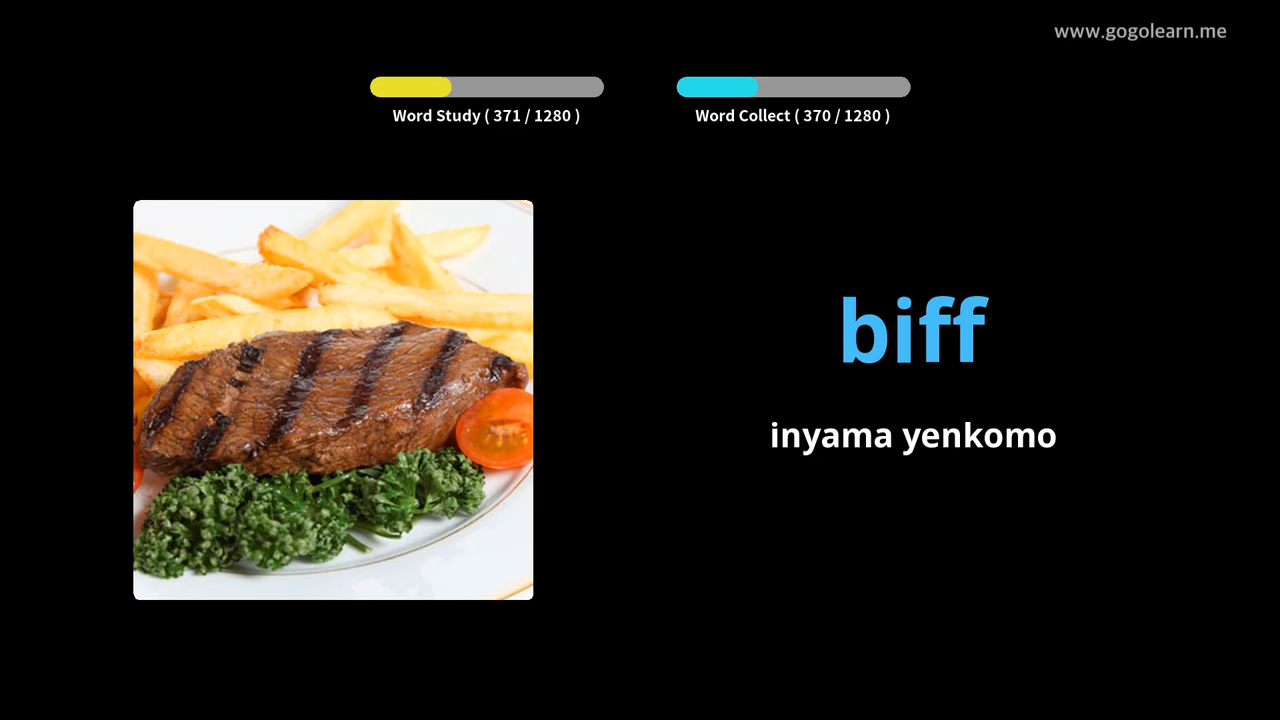 www.gogolearn.me
Word Study ( 371 / 1280 )
Word Collect ( 370 / 1280 )
biff
inyama yenkomo